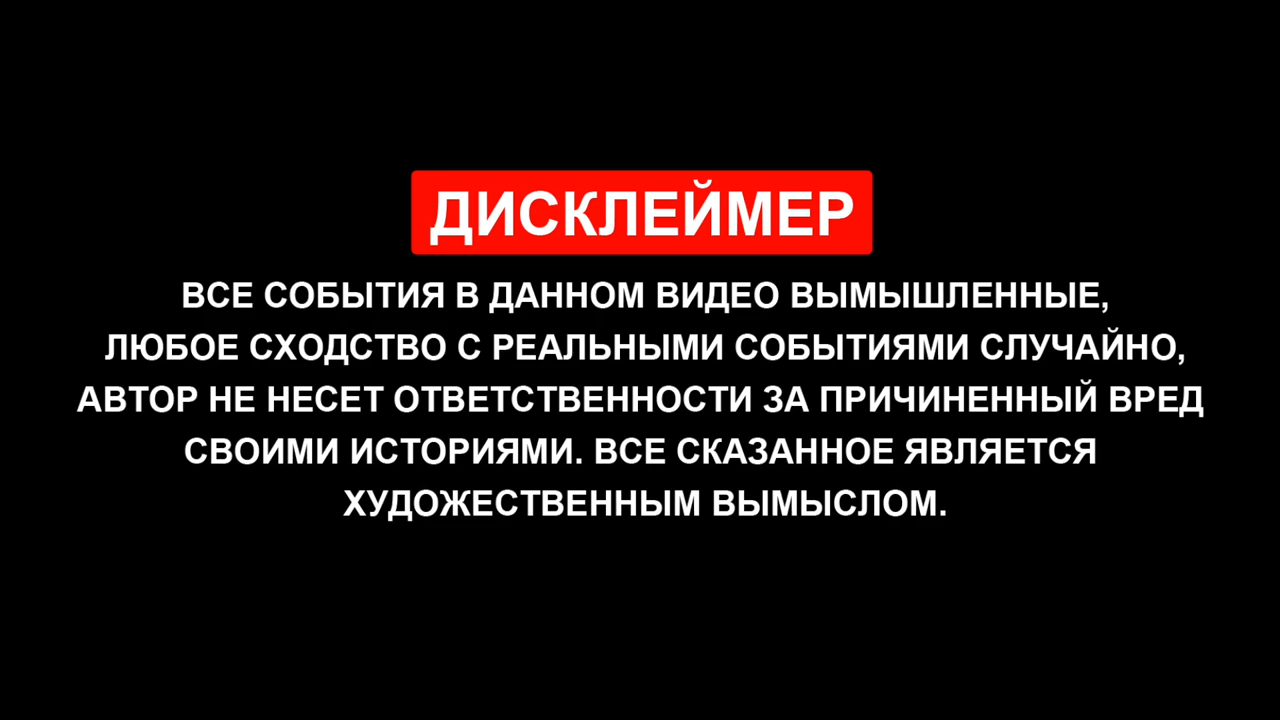 ДИСКЛЕЙМЕР
ВСЕ СОБЫТИЯ В ДАННОМ ВИДЕО ВЫМЫШЛЕННЫЕ,
ЛЮБОЕ СХОДСТВО С РЕАЛЬНЫМИ СОБЫТИЯМИ СЛУЧАЙНО,
АВТОР НЕ НЕСЕТ ОТВЕТСТВЕННОСТИ ЗА ПРИЧИНЕННЫЙ ВРЕД
СВОИМИ ИСТОРИЯМИ. ВСЕ СКАЗАННОЕ ЯВЛЯЕТСЯ
ХУДОЖЕСТВЕННЫМ ВЫМЫСЛОМ.